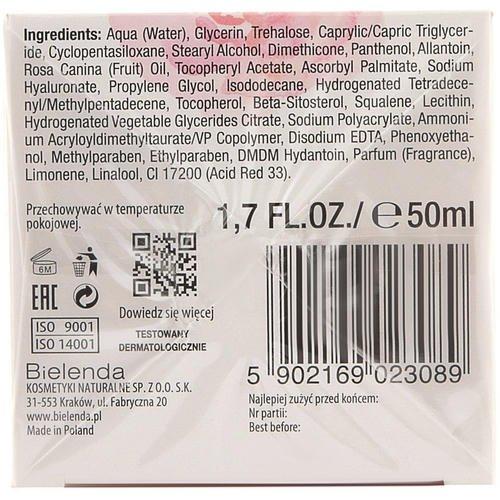 Ingredients: Aqua (Water), Glycerin, Trehalose, Caprylic/Capric Triglycer-
ide, Cyclopentasiloxane, Stearyl Alcohol, Dimethicone, Panthenol, Allantoin,
Rosa Canina (Fruit) Oil, Tocopheryl Acetate, Ascorbyl Palmitate, Sodium
Hyaluronate, Propylene Glycol, Isododecane, Hydrogenated Tetradece-
nyl/Methylpentadecene, Tocopherol, Beta-Sitosterol, Squalene, Lecithin,
Hydrogenated Vegetable Glycerides Citrate, Sodium Polyacrylate, Ammoni-
um Acryloyldimethyltaurate/VP Copolymer, Disodium EDTA, Phenoxyetha-
nol, Methylparaben, Ethylparaben, DMDM Hydantoin, Parfum (Fragrance),
Limonene, Linalool, CI 17200 (Acid Red 33).
Przechowywać w temperaturze
pokojowej.
1,7 FL.OZ./ ℮ 50ml
6M
EAC
ISO 9001
ISO 14001
Dowiedz się więcej
TESTOWANY
DERMATOLOGICZNIE
Bielenda
KOSMETYKI NATURALNE SP. Z O.O. S.K.
31-553 Kraków, ul. Fabryczna 20
www.bielenda.pl
Made in Poland
5 902169 023089
Najlepiej zużyć przed końcem:
Nr partii:
Best before: